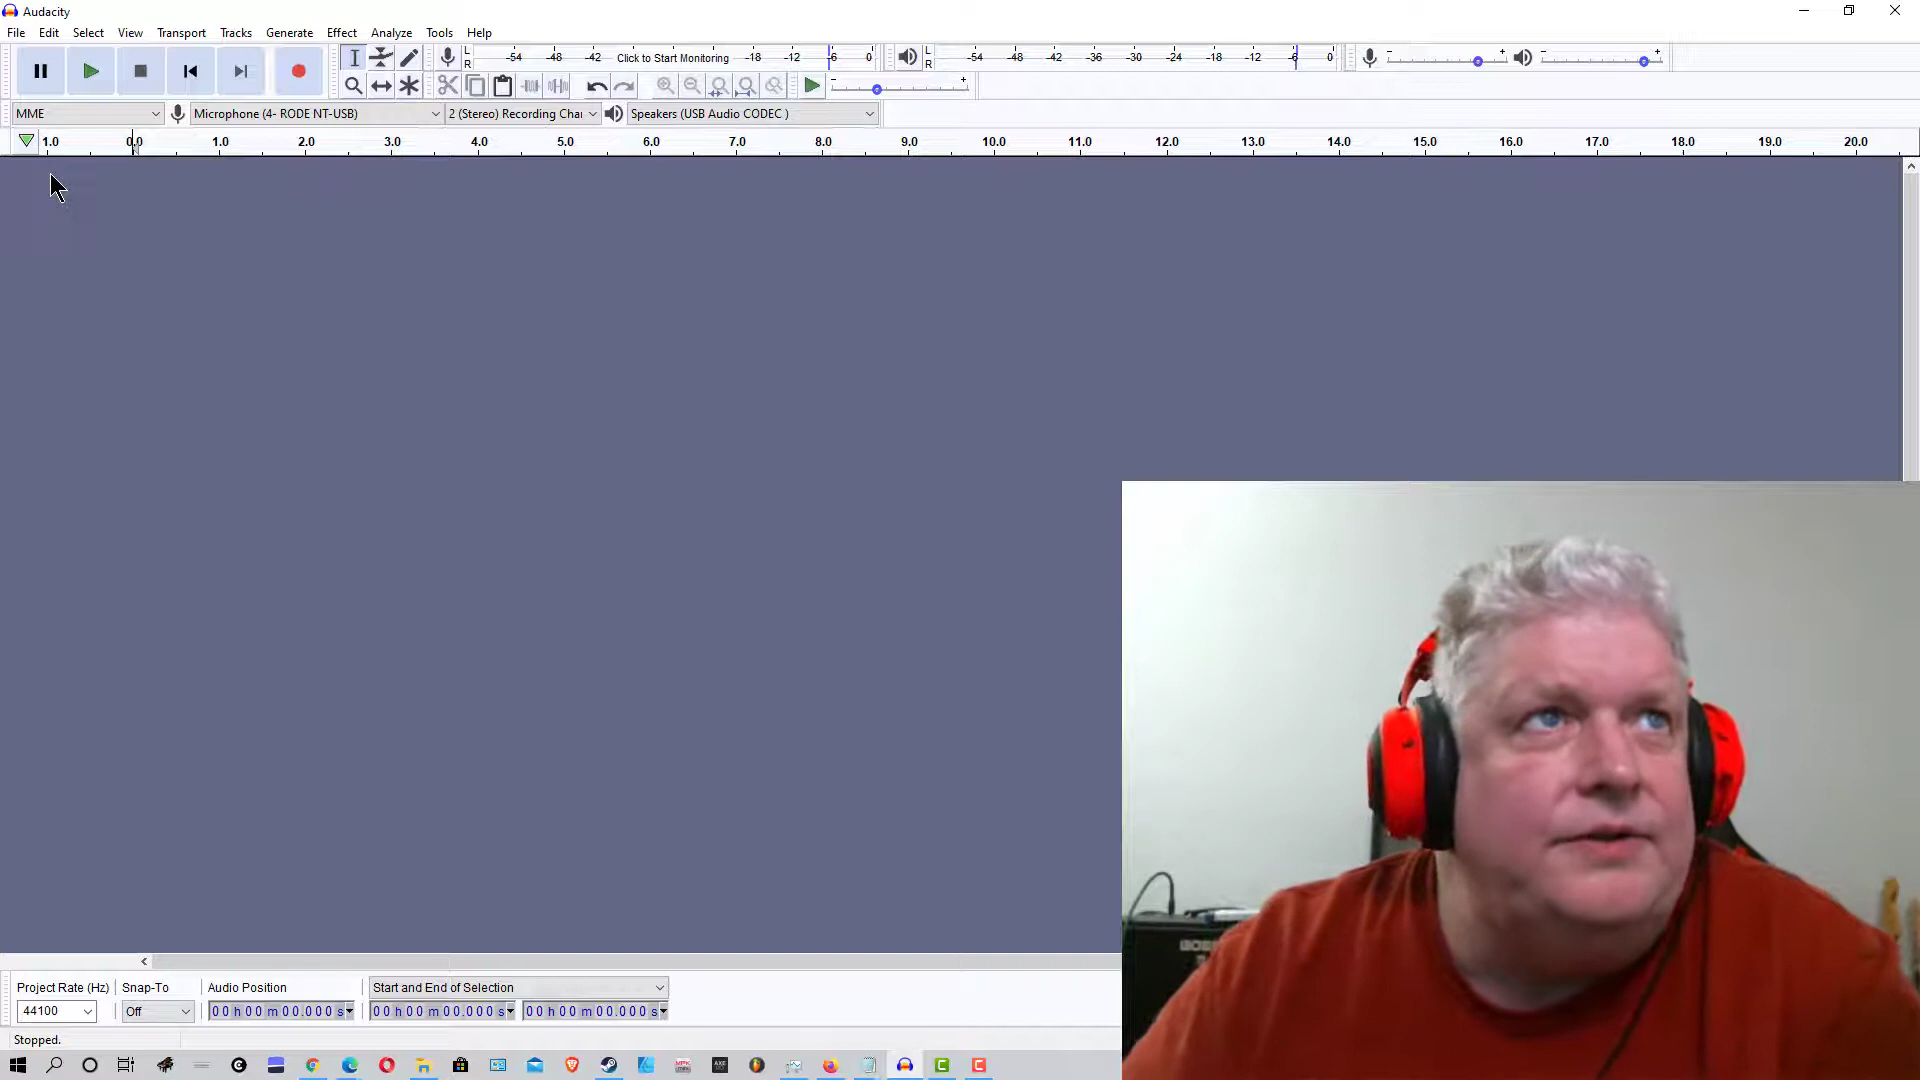 Audacity
File Edit Select View Transport Tracks Generate Effect Analyze Tools Help
L R -54 -48 -42 Click to Start Monitoring -18 -12 -6 0 L R -54 -48 -42 -36 -30 -24 -18 -12 -6 0
MME Microphone (4- RODE NT-USB) 2 (Stereo) Recording Char Speakers (USB Audio CODEC )
1.0 0.0 1.0 2.0 3.0 4.0 5.0 6.0 7.0 8.0 9.0 10.0 11.0 12.0 13.0 14.0 15.0 16.0 17.0 18.0 19.0 20.0
Project Rate (Hz) Snap-To Audio Position Start and End of Selection
44100 Off 00 h 00 m 00.000 s 00 h 00 m 00.000 s 00 h 00 m 00.000 s
Stopped.